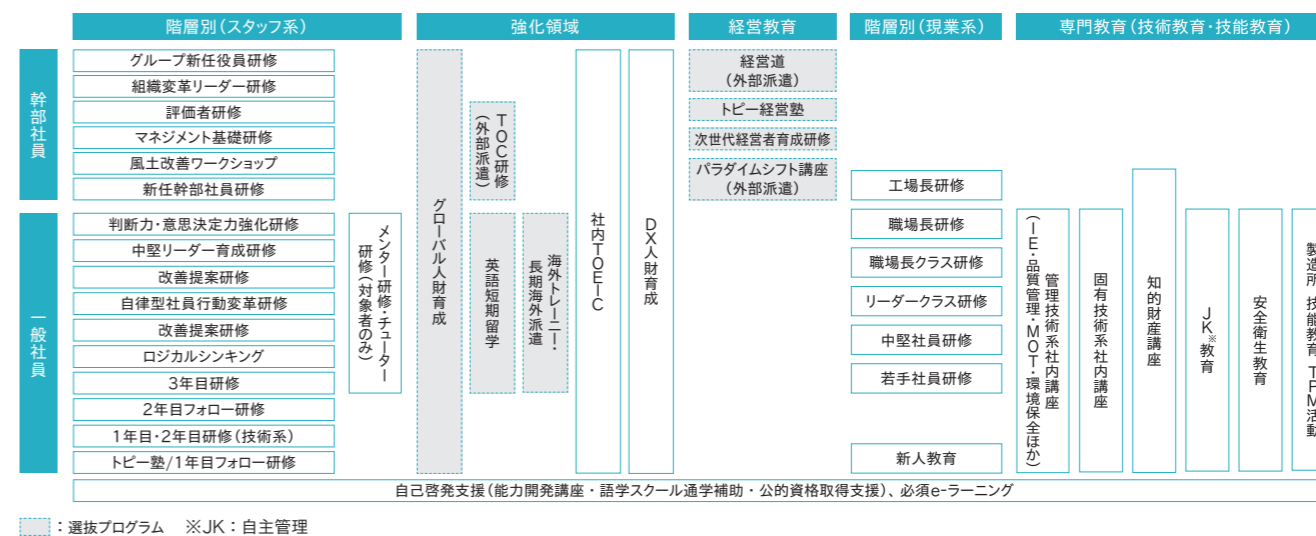 階層別（スタッフ系）
強化領域
経営教育
階層別（現業系）
専門教育（技術教育・技能教育）
幹部社員
グループ新任役員研修
組織変革リーダー研修
評価者研修
マネジメント基礎研修
風土改善ワークショップ
新任幹部社員研修
一般社員
判断力・意思決定力強化研修
中堅リーダー育成研修
改善提案研修
自律型社員行動変革研修
改善提案研修
ロジカルシンキング
3年目研修
2年目フォロー研修
1年目・2年目研修（技術系）
トピー塾/1年目フォロー研修
メンター研修・チューター
研修（対象者のみ）
グローバル人財育成
TOC研修
（外部派遣）
英語短期留学
海外トレーニー・
長期海外派遣
社内TOEIC
DX人財育成
経営道
（外部派遣）
トピー経営塾
次世代経営者育成研修
パラダイムシフト講座
（外部派遣）
工場長研修
職場長研修
職場長クラス研修
リーダークラス研修
中堅社員研修
若手社員研修
新人教育
管理技術系社内講座
（IE・品質管理・MOT・環境保全ほか）
固有技術系社内講座
知的財産講座
JK※教育
安全衛生教育
製造所 技能教育 TPM活動
自己啓発支援（能力開発講座・語学スクール通学補助・公的資格取得支援）、必須e-ラーニング
：選抜プログラム ※JK：自主管理